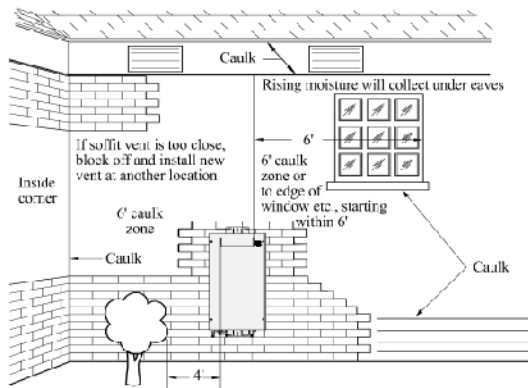 Caulk
Rising moisture will collect under eaves
If soffit vent is too close,
block off and install new
vent at another location
6'
6' caulk
zone or
to edge of
window etc., starting
within 6'
Inside
corner
6' caulk
zone
Caulk
Caulk
4'